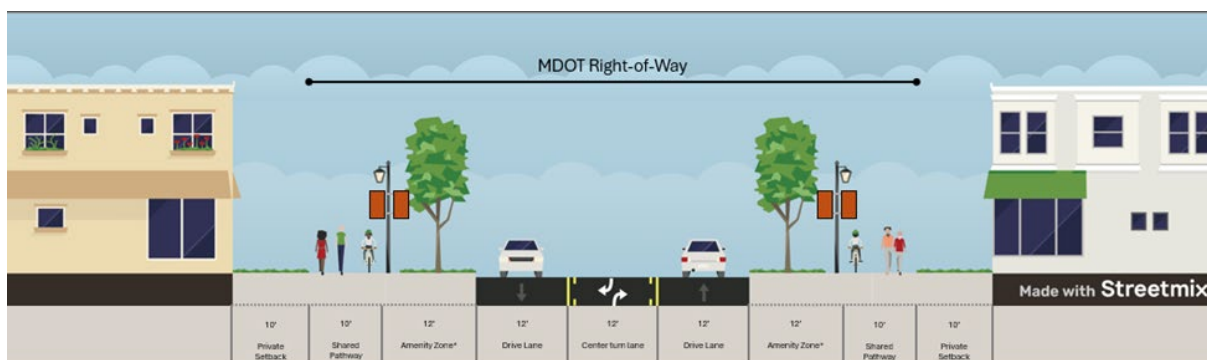 MDOT Right-of-Way
Made with Streetmix
10' 10' 12' 12' 12' 12' 12' 10' 10'
Private Shared Amenity Zone* Drive Lane Center turn lane Drive Lane Amenity Zone* Shared Private
Setback Pathway Pathway Setback